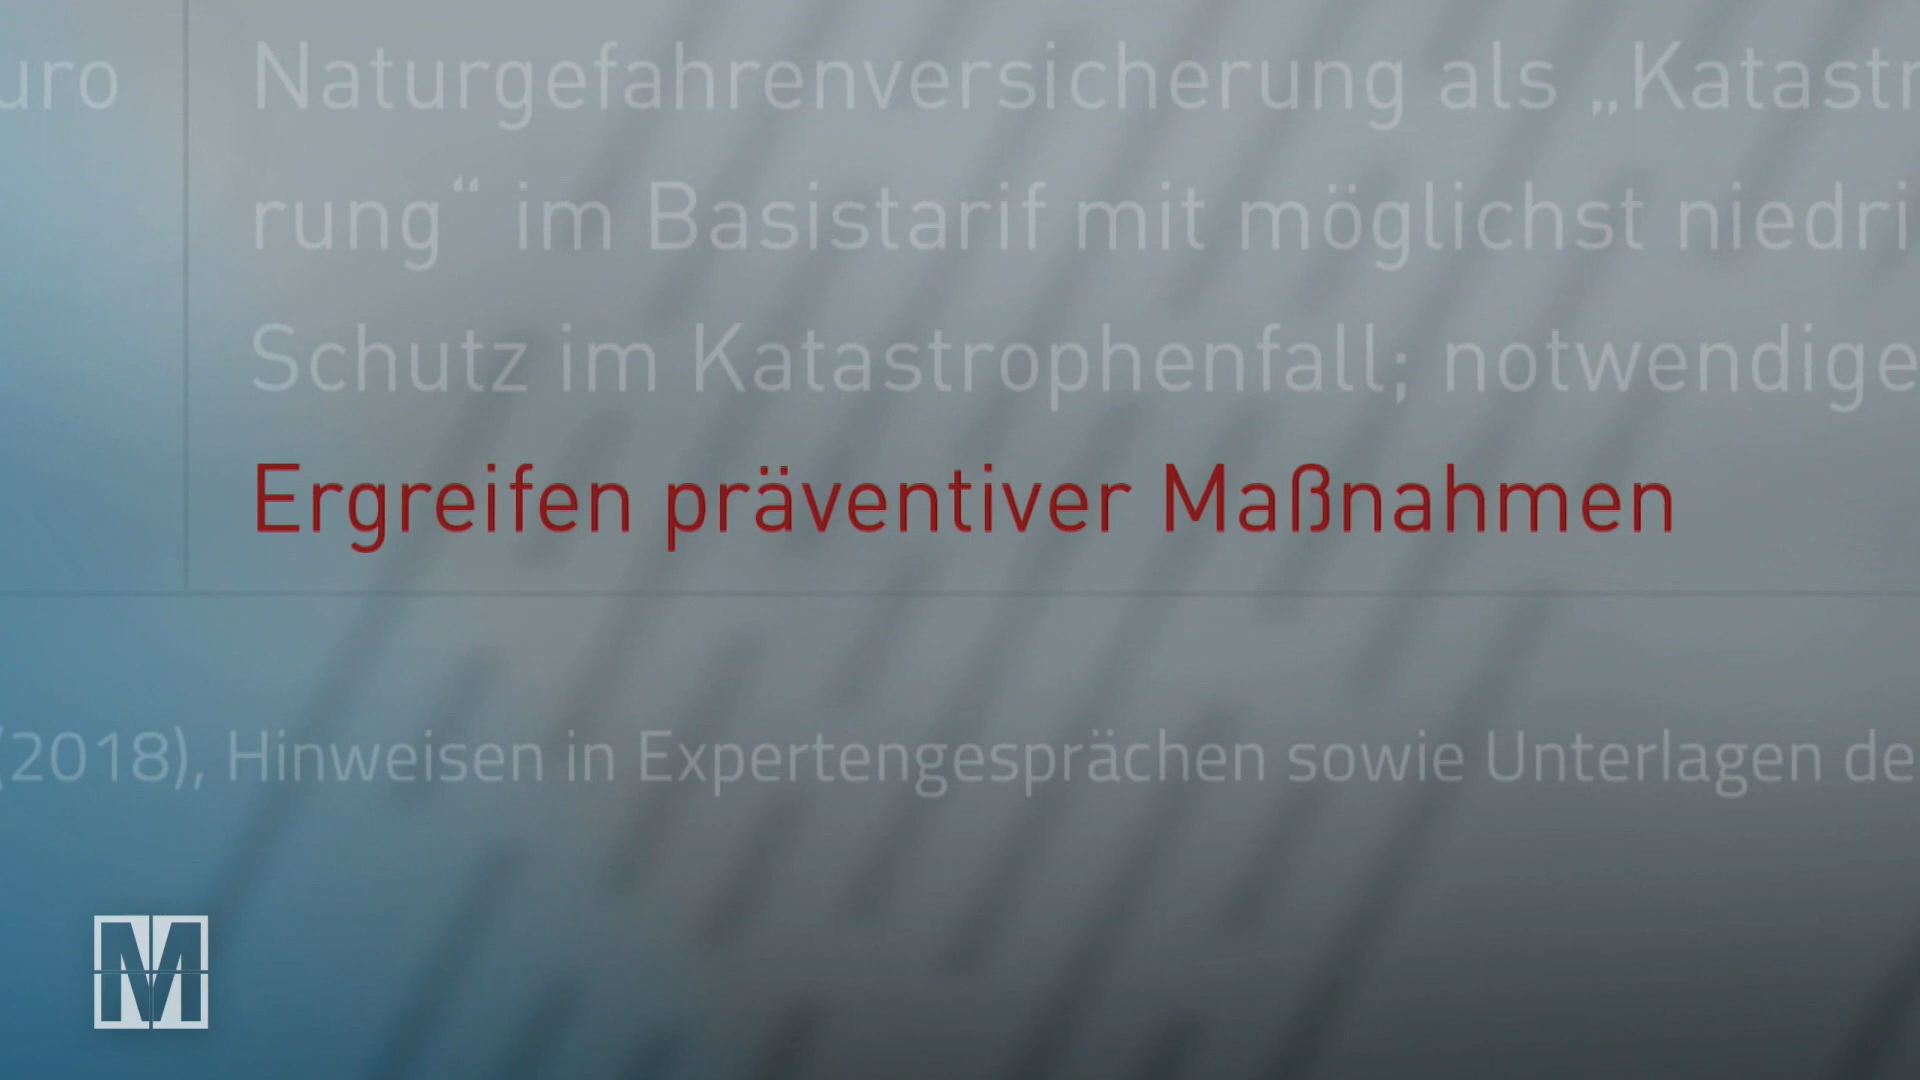 uro
Naturgefahrenversicherung als „Katastr
rung“ im Basistarif mit möglichst niedri
Schutz im Katastrophenfall; notwendige
Ergreifen präventiver Maßnahmen
(2018), Hinweisen in Expertengesprächen sowie Unterlagen de
M